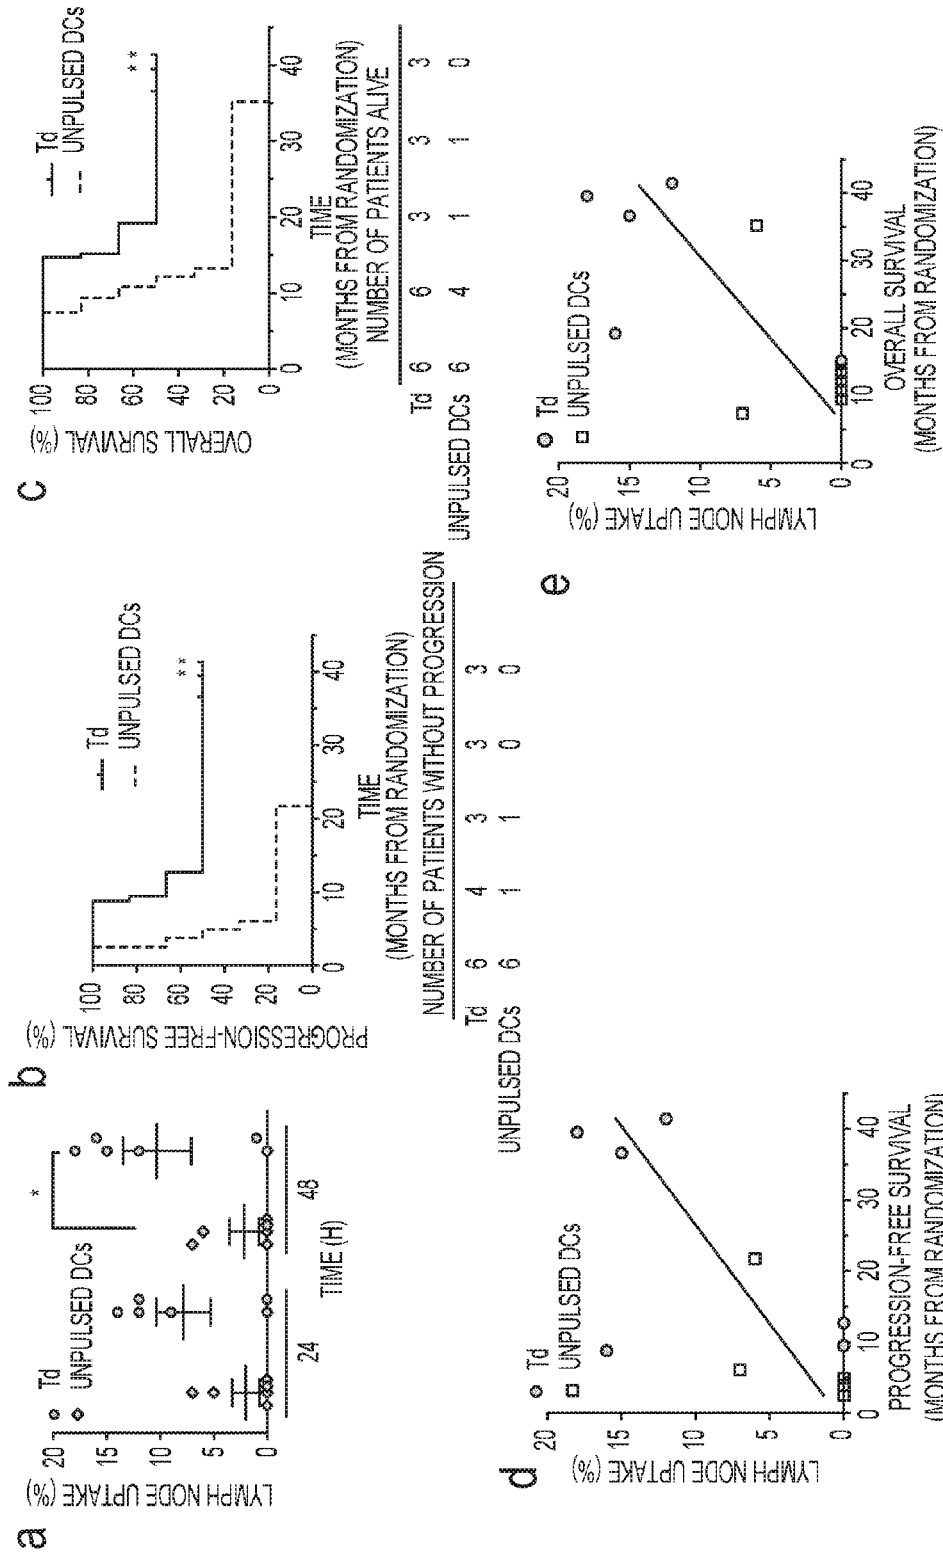 a
LYMPH NODE UPTAKE (%)
20
15
10
5
0
Td
UNPULSED DCs
*
24
48
TIME (H)
b
PROGRESSION-FREE SURVIVAL (%)
100
80
60
40
20
0
Td
UNPULSED DCs
**
0 10 20 30 40
TIME
(MONTHS FROM RANDOMIZATION)
NUMBER OF PATIENTS WITHOUT PROGRESSION
Td 6 4 3 3 3
UNPULSED DCs 6 1 1 0 0
c
OVERALL SURVIVAL (%)
100
80
60
40
20
0
Td
UNPULSED DCs
**
0 10 20 30 40
TIME
(MONTHS FROM RANDOMIZATION)
NUMBER OF PATIENTS ALIVE
Td 6 6 3 3 3
UNPULSED DCs 6 4 1 1 0
d
LYMPH NODE UPTAKE (%)
20
15
10
5
0
Td
UNPULSED DCs
0 10 20 30 40
PROGRESSION-FREE SURVIVAL
(MONTHS FROM RANDOMIZATION)
e
LYMPH NODE UPTAKE (%)
20
15
10
5
0
Td
UNPULSED DCs
0 10 20 30 40
OVERALL SURVIVAL
(MONTHS FROM RANDOMIZATION)